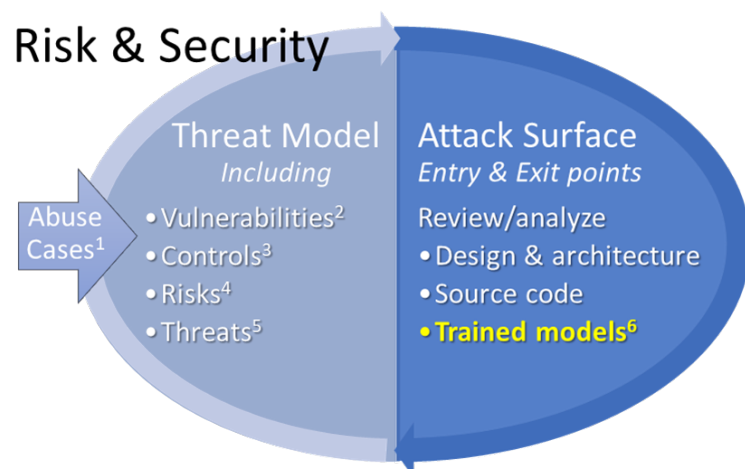 Risk & Security
Abuse
Cases¹
Threat Model
Including
•Vulnerabilities²
•Controls³
•Risks⁴
•Threats⁵
Attack Surface
Entry & Exit points
Review/analyze
•Design & architecture
•Source code
•Trained models⁶